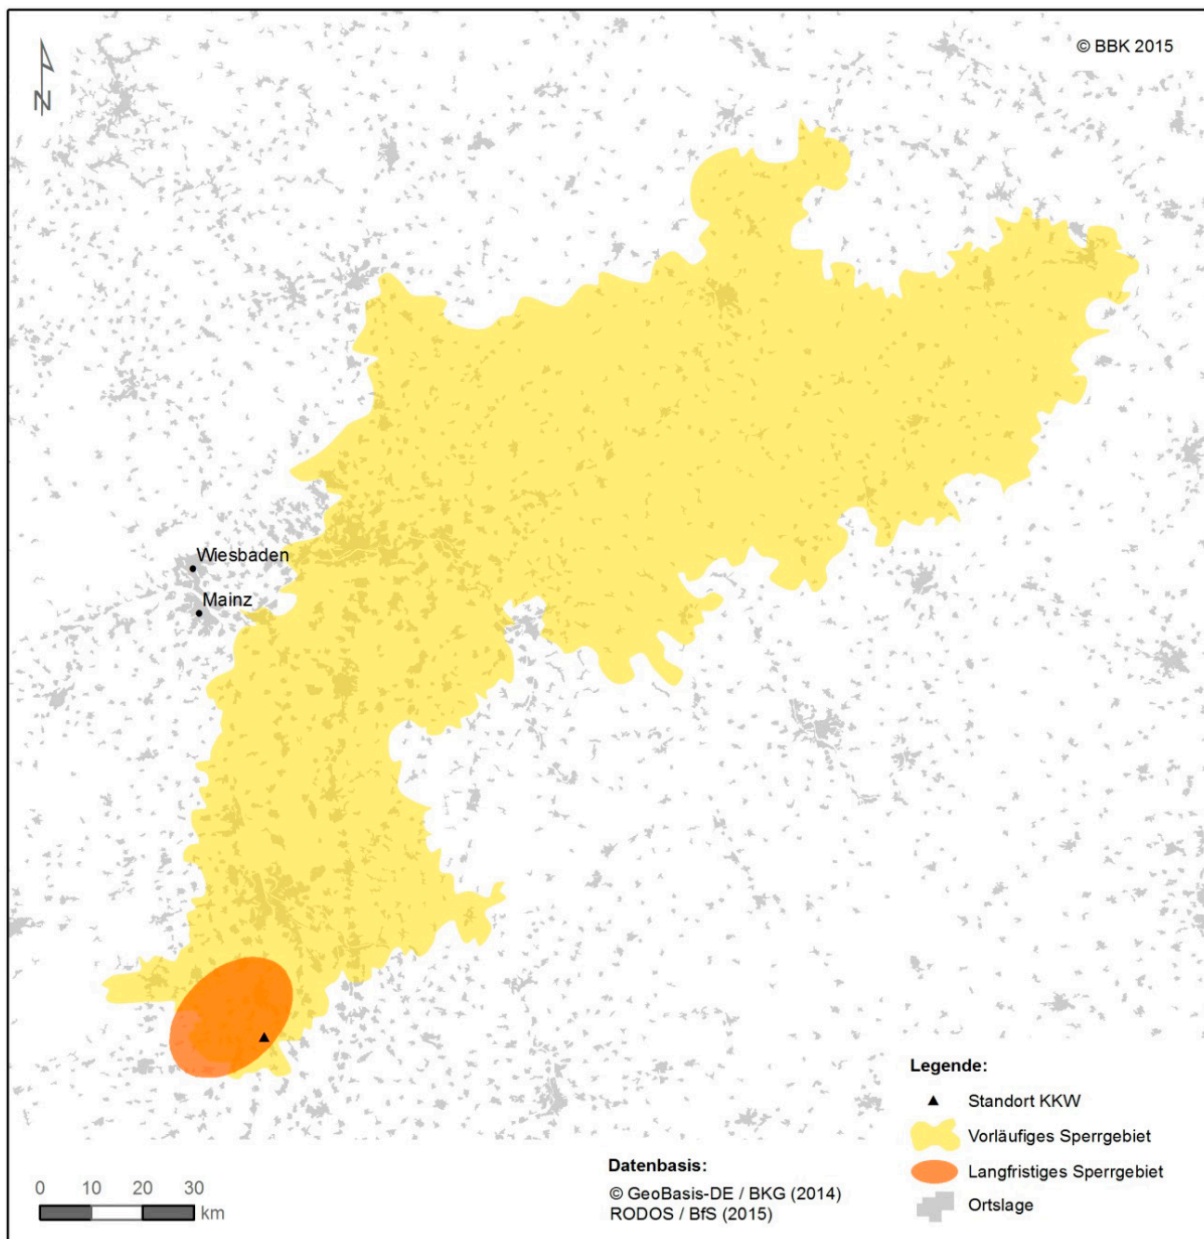 N
© BBK 2015
Wiesbaden
Mainz
Legende:
Standort KKW
Vorläufiges Sperrgebiet
Langfristiges Sperrgebiet
Ortslage
Datenbasis:
© GeoBasis-DE / BKG (2014)
RODOS / BfS (2015)
0 10 20 30
km